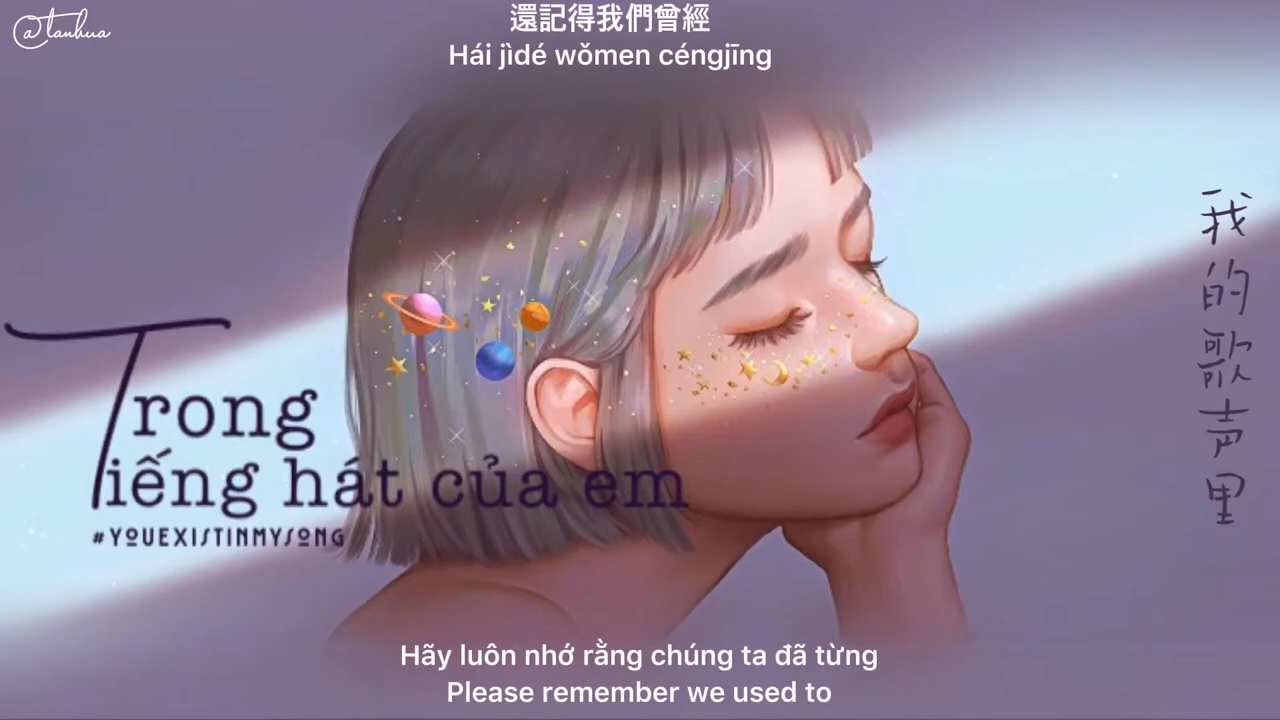 @tanhua
還記得我們曾經
Hái jìdé wǒmen céngjīng
我的歌声里
Trong
Tiếng hát của em
#YOUEXISTINMYSONG
Hãy luôn nhớ rằng chúng ta đã từng
Please remember we used to